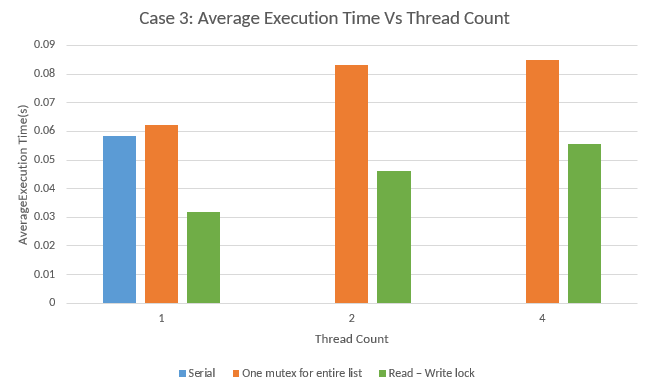 Case 3: Average Execution Time Vs Thread Count
0.09
0.08
0.07
0.06
0.05
0.04
0.03
0.02
0.01
0
AverageExecution Time(s)
1 2 4
Thread Count
Serial One mutex for entire list Read – Write lock